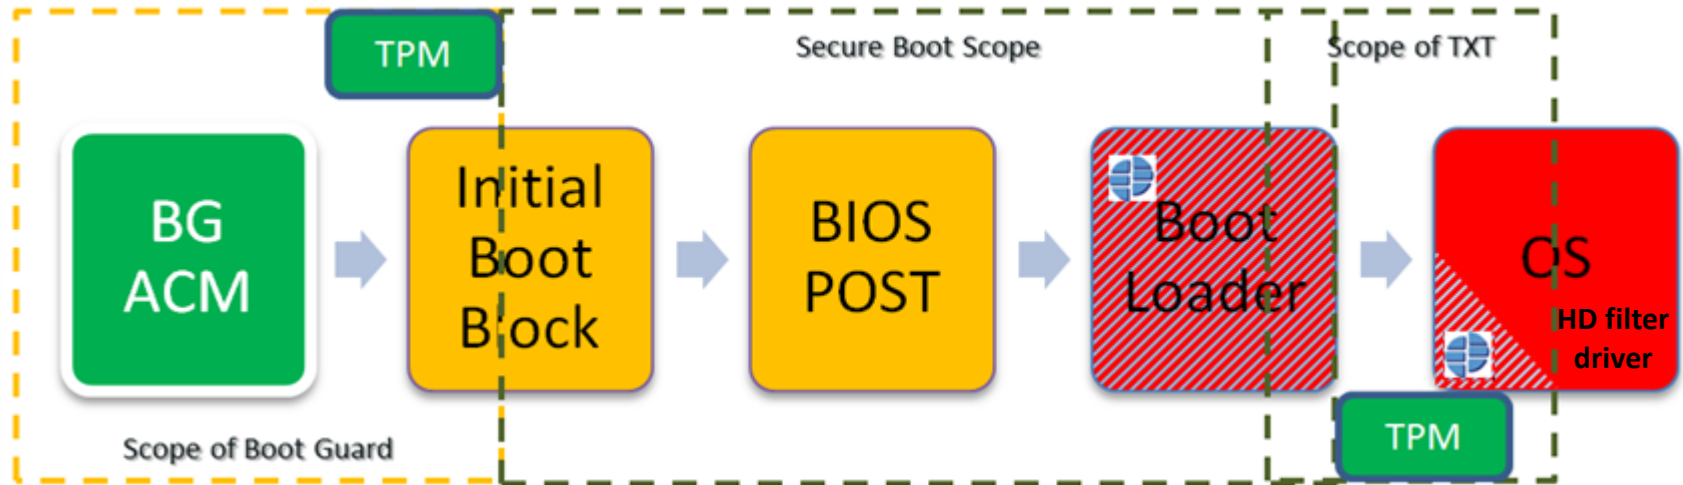 TPM
Secure Boot Scope
Scope of TXT
BG
ACM
Initial
Boot
Block
BIOS
POST
Boot
Loader
OS
HD filter
driver
Scope of Boot Guard
TPM